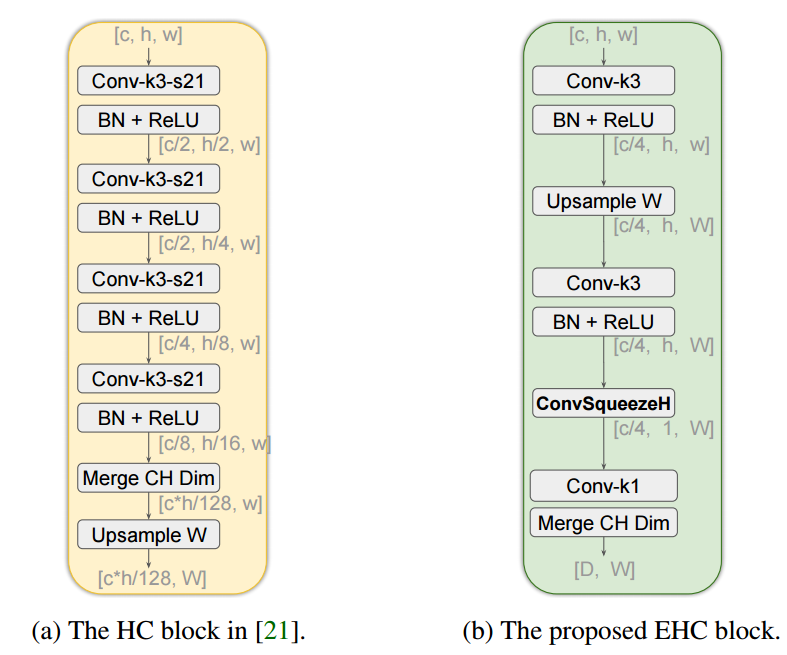 [c, h, w]
Conv-k3-s21
BN + ReLU
[c/2, h/2, w]
Conv-k3-s21
BN + ReLU
[c/2, h/4, w]
Conv-k3-s21
BN + ReLU
[c/4, h/8, w]
Conv-k3-s21
BN + ReLU
[c/8, h/16, w]
Merge CH Dim
[c*h/128, w]
Upsample W
[c*h/128, W]
(a) The HC block in [21].
[c, h, w]
Conv-k3
BN + ReLU
[c/4, h, w]
Upsample W
[c/4, h, W]
Conv-k3
BN + ReLU
[c/4, h, W]
ConvSqueezeH
[c/4, 1, W]
Conv-k1
Merge CH Dim
[D, W]
(b) The proposed EHC block.